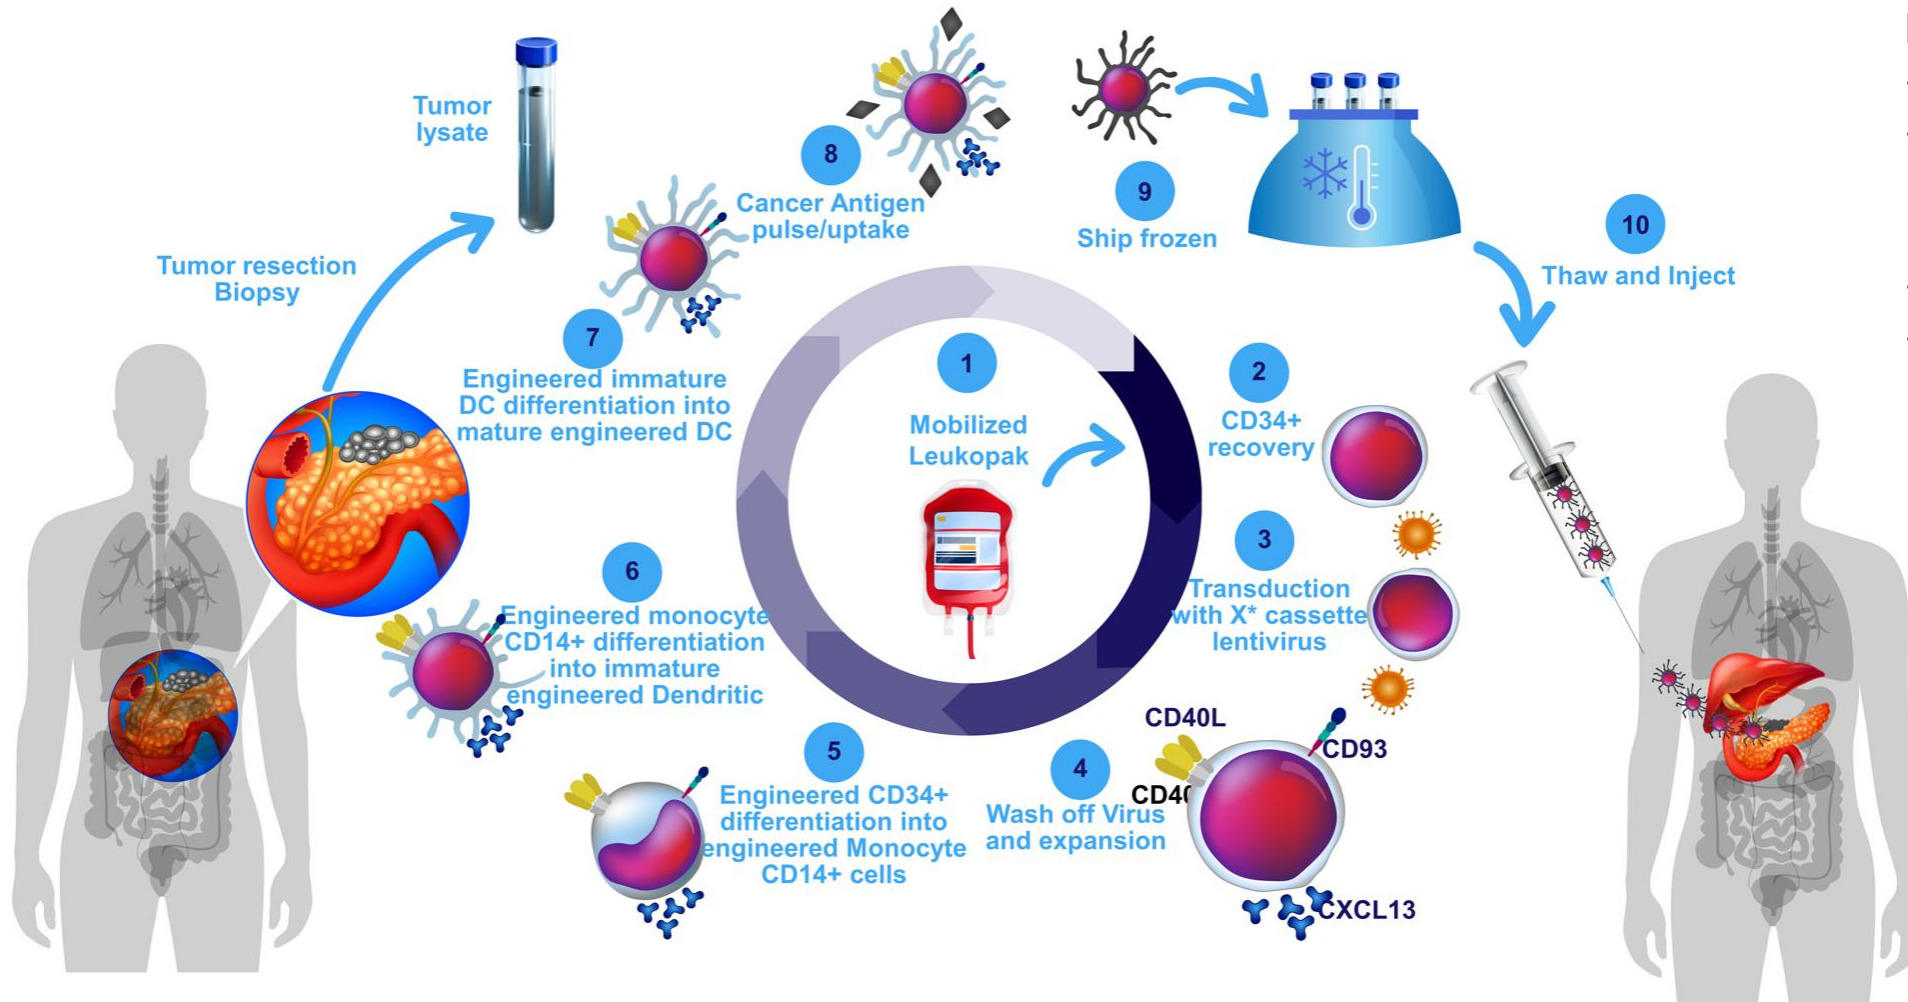 Tumor
lysate
Tumor resection
Biopsy
1
Mobilized
Leukopak
2
CD34+
recovery
3
Transduction
with X* cassette
lentivirus
4
Wash off Virus
and expansion
CD40L
CD40
CD93
CXCL13
5
Engineered CD34+
differentiation into
engineered Monocyte
CD14+ cells
6
Engineered monocyte
CD14+ differentiation
into immature
engineered Dendritic
7
Engineered immature
DC differentiation into
mature engineered DC
8
Cancer Antigen
pulse/uptake
9
Ship frozen
10
Thaw and Inject